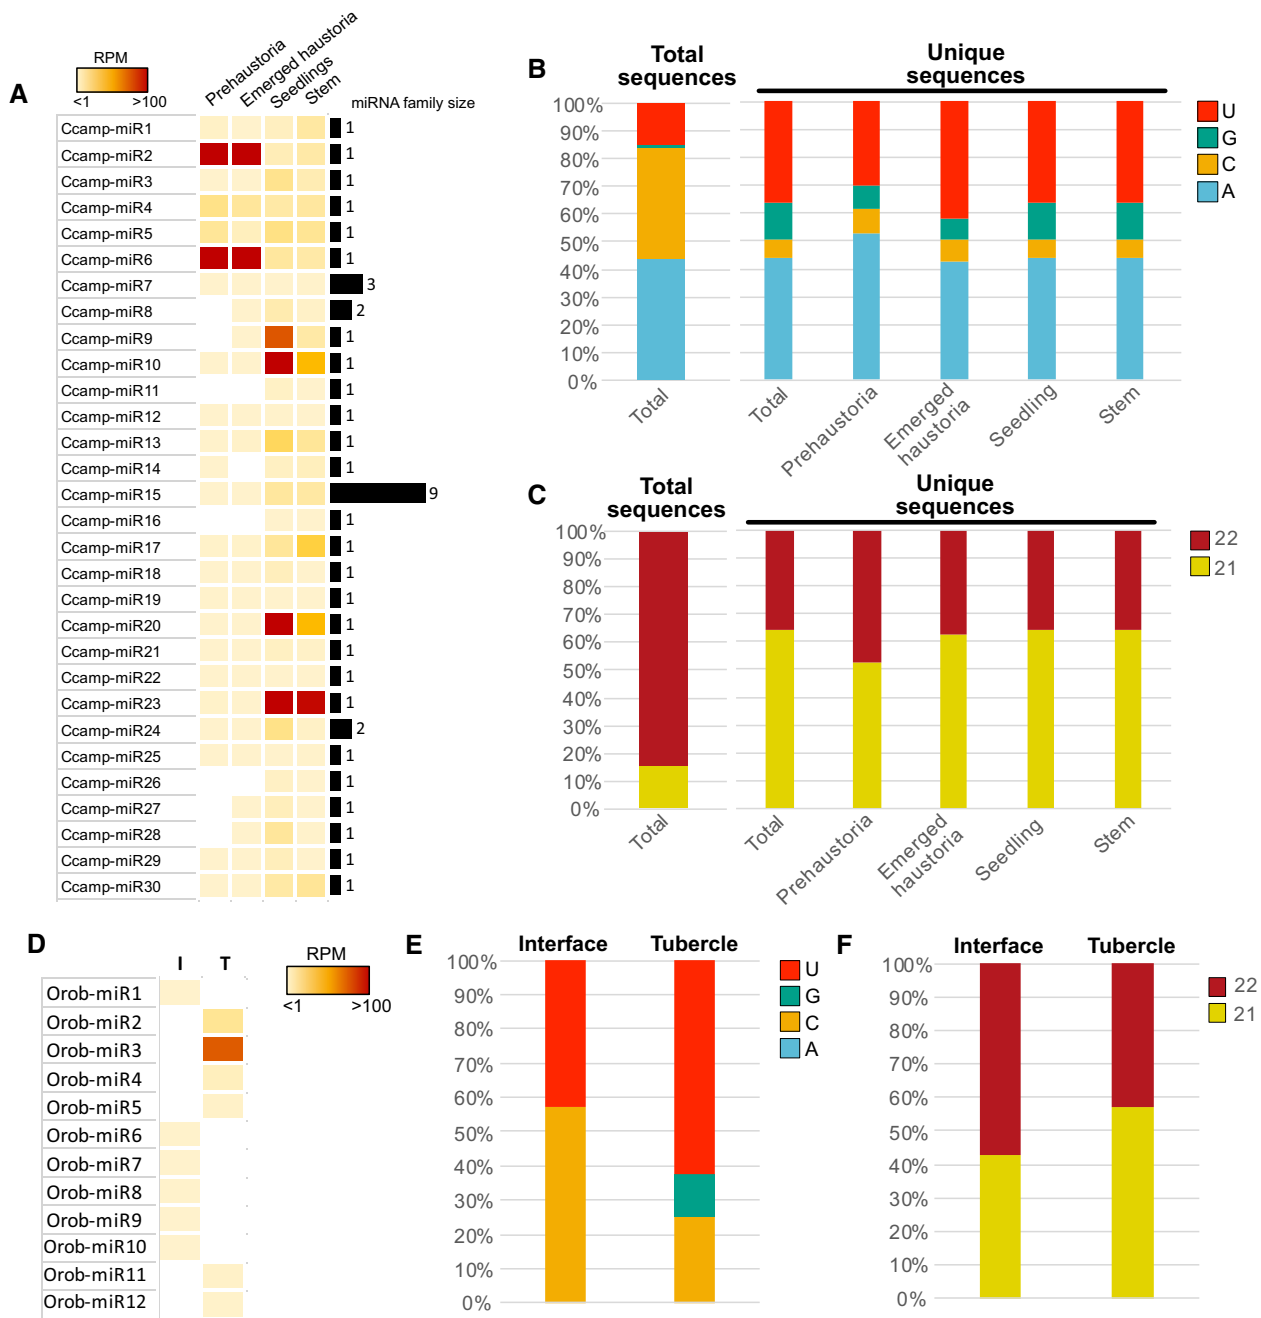 A
RPM
<1 >100
Prehaustoria
Emerged haustoria
Seedlings
Stem
miRNA family size
Ccamp-miR1 1
Ccamp-miR2 1
Ccamp-miR3 1
Ccamp-miR4 1
Ccamp-miR5 1
Ccamp-miR6 1
Ccamp-miR7 3
Ccamp-miR8 2
Ccamp-miR9 1
Ccamp-miR10 1
Ccamp-miR11 1
Ccamp-miR12 1
Ccamp-miR13 1
Ccamp-miR14 1
Ccamp-miR15 9
Ccamp-miR16 1
Ccamp-miR17 1
Ccamp-miR18 1
Ccamp-miR19 1
Ccamp-miR20 1
Ccamp-miR21 1
Ccamp-miR22 1
Ccamp-miR23 1
Ccamp-miR24 2
Ccamp-miR25 1
Ccamp-miR26 1
Ccamp-miR27 1
Ccamp-miR28 1
Ccamp-miR29 1
Ccamp-miR30 1
B
Total
sequences
Unique
sequences
100%
90%
80%
70%
60%
50%
40%
30%
20%
10%
0%
Total
Total
Prehaustoria
Emerged
haustoria
Seedling
Stem
U
G
C
A
C
Total
sequences
Unique
sequences
100%
90%
80%
70%
60%
50%
40%
30%
20%
10%
0%
Total
Total
Prehaustoria
Emerged
haustoria
Seedling
Stem
22
21
D
I T
RPM
<1 >100
Orob-miR1
Orob-miR2
Orob-miR3
Orob-miR4
Orob-miR5
Orob-miR6
Orob-miR7
Orob-miR8
Orob-miR9
Orob-miR10
Orob-miR11
Orob-miR12
E
Interface Tubercle
100%
90%
80%
70%
60%
50%
40%
30%
20%
10%
0%
U
G
C
A
F
Interface Tubercle
100%
90%
80%
70%
60%
50%
40%
30%
20%
10%
0%
22
21